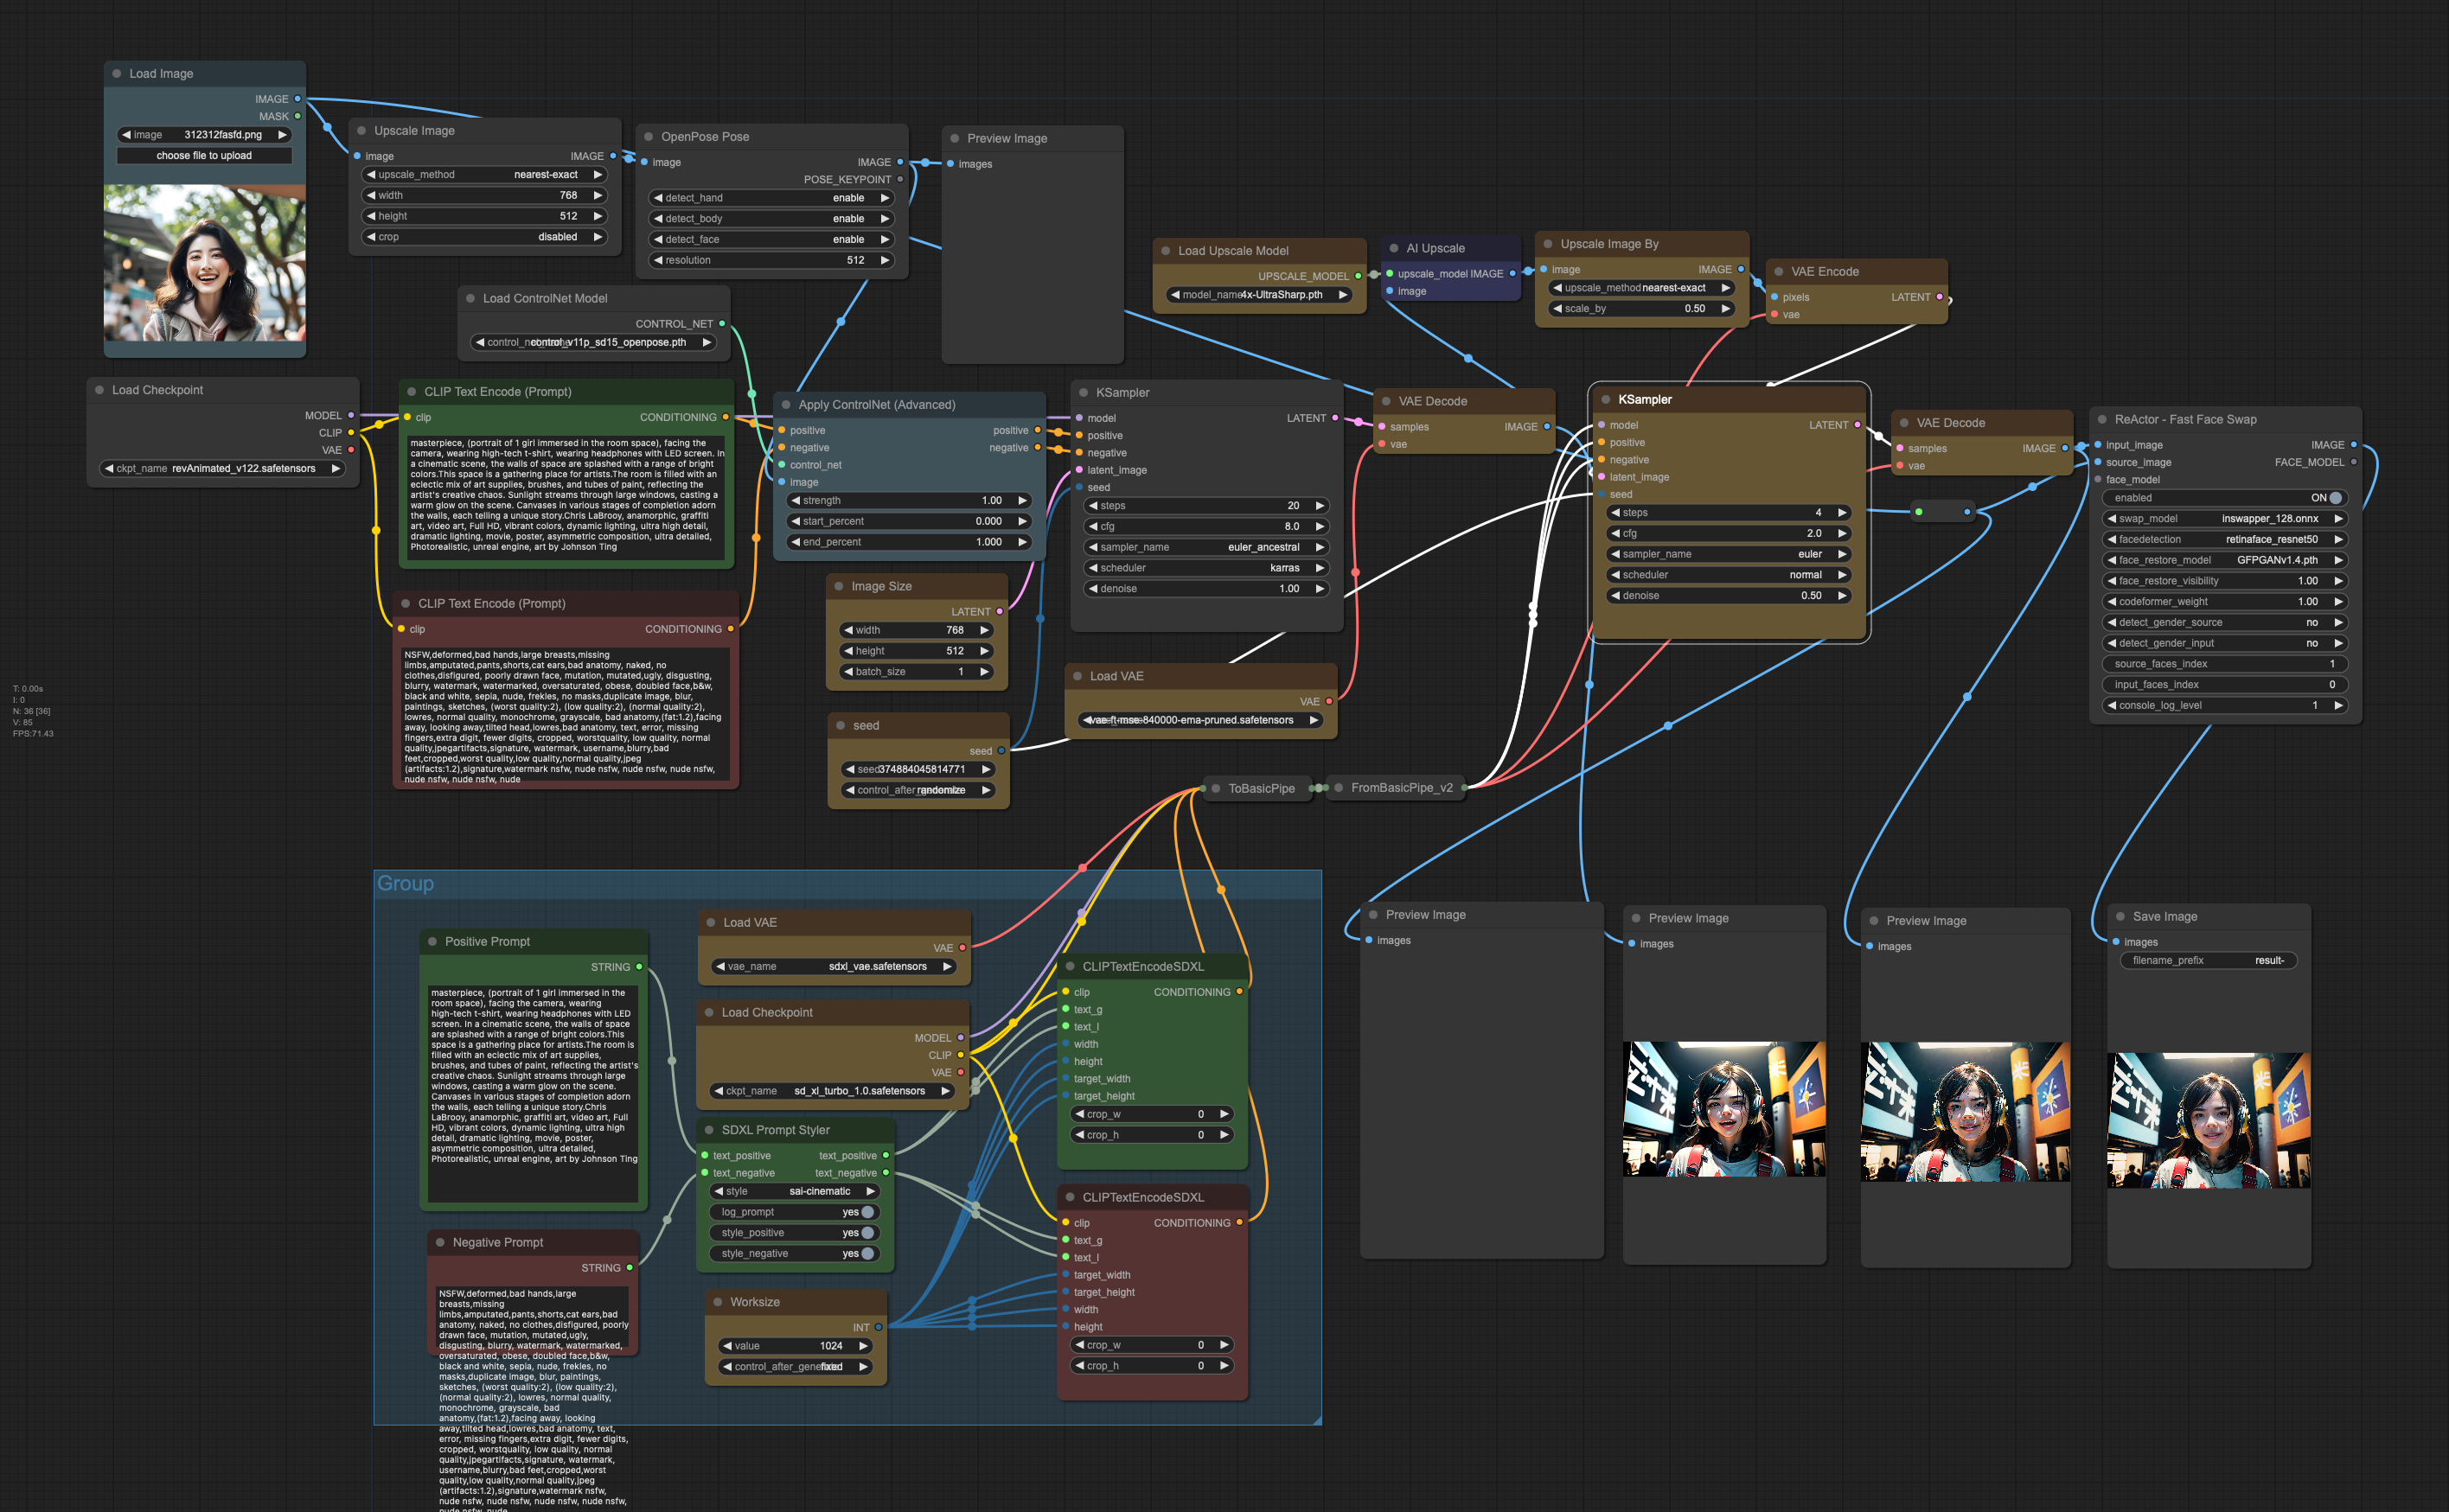 Load Image
IMAGE
MASK
image 312312fasfd.png
choose file to upload
Upscale Image
image IMAGE
upscale_method nearest-exact
width 768
height 512
crop disabled
OpenPose Pose
image IMAGE
POSE_KEYPOINT
detect_hand enable
detect_body enable
detect_face enable
resolution 512
Preview Image
images
Load ControlNet Model
CONTROL_NET
control_v11p_sd15_openpose.pth
Load Upscale Model
UPSCALE_MODEL
model_name 4x-UltraSharp.pth
AI Upscale
upscale_model IMAGE
image
Upscale Image By
image IMAGE
upscale_method nearest-exact
scale_by 0.50
VAE Encode
pixels LATENT
vae
Load Checkpoint
MODEL
CLIP
VAE
ckpt_name revAnimated_v122.safetensors
CLIP Text Encode (Prompt)
clip CONDITIONING
masterpiece, (portrait of 1 girl immersed in the room space), facing the
camera, wearing high-tech t-shirt, wearing headphones with LED screen. In
a cinematic scene, the walls of space are splashed with a range of bright
colors.This space is a gathering place for artists.The room is filled with an
eclectic mix of art supplies, brushes, and tubes of paint, reflecting the
artist's creative chaos. Sunlight streams through large windows, casting a
warm glow on the scene. Canvases in various stages of completion adorn
the walls, each telling a unique story.Chris LaBrooy, anamorphic, graffiti
art, video art, Full HD, vibrant colors, dynamic lighting, ultra high detail,
dramatic lighting, movie, poster, asymmetric composition, ultra detailed,
Photorealistic, unreal engine, art by Johnson Ting
CLIP Text Encode (Prompt)
clip CONDITIONING
NSFW,deformed,bad hands,large breasts,missing
limbs,amputated,pants,shorts,cat ears,bad anatomy, naked, no
clothes,disfigured, poorly drawn face, mutation, mutated,ugly, disgusting,
blurry, watermark, watermarked, oversaturated, obese, doubled face,b&w,
black and white, sepia, nude, frekles, no masks,duplicate image, blur,
paintings, sketches, (worst quality:2), (low quality:2), (normal quality:2),
lowres, normal quality, monochrome, grayscale, bad anatomy,(fat:1.2),facing
away, looking away,tilted head,lowres,bad anatomy, text, error, missing
fingers,extra digit, fewer digits, cropped, worstquality, low quality, normal
quality,jpegartifacts,signature, watermark, username,blurry,bad
feet,cropped,worst quality,low quality,normal quality,jpeg
(artifacts:1.2),signature,watermark nsfw, nude nsfw, nude nsfw, nude nsfw,
nude nsfw, nude nsfw, nude
Apply ControlNet (Advanced)
positive positive
negative negative
control_net
image
strength 1.00
start_percent 0.000
end_percent 1.000
Image Size
LATENT
width 768
height 512
batch_size 1
seed
seed
seed 374884045814771
control_after_ randomize
KSampler
model LATENT
positive
negative
latent_image
seed
steps 20
cfg 8.0
sampler_name euler_ancestral
scheduler karras
denoise 1.00
Load VAE
VAE
vae-ft-mse-840000-ema-pruned.safetensors
VAE Decode
samples IMAGE
vae
KSampler
model LATENT
positive
negative
latent_image
seed
steps 4
cfg 2.0
sampler_name euler
scheduler normal
denoise 0.50
VAE Decode
samples IMAGE
vae
ReActor - Fast Face Swap
input_image IMAGE
source_image FACE_MODEL
face_model
enabled ON
swap_model inswapper_128.onnx
facedetection retinaface_resnet50
face_restore_model GFPGANv1.4.pth
face_restore_visibility 1.00
codeformer_weight 1.00
detect_gender_source no
detect_gender_input no
source_faces_index 1
input_faces_index 0
console_log_level 1
T: 0.00s
I: 0
N: 36 [36]
V: 85
FPS:71.43
ToBasicPipe
FromBasicPipe_v2
Group
Positive Prompt
STRING
masterpiece, (portrait of 1 girl immersed in the
room space), facing the camera, wearing
high-tech t-shirt, wearing headphones with LED
screen. In a cinematic scene, the walls of space
are splashed with a range of bright colors.This
space is a gathering place for artists.The room is
filled with an eclectic mix of art supplies,
brushes, and tubes of paint, reflecting the artist's
creative chaos. Sunlight streams through large
windows, casting a warm glow on the scene.
Canvases in various stages of completion adorn
the walls, each telling a unique story.Chris
LaBrooy, anamorphic, graffiti art, video art, Full
HD, vibrant colors, dynamic lighting, ultra high
detail, dramatic lighting, movie, poster,
asymmetric composition, ultra detailed,
Photorealistic, unreal engine, art by Johnson Ting
Negative Prompt
STRING
NSFW,deformed,bad hands,large
breasts,missing
limbs,amputated,pants,shorts,cat ears,bad
anatomy, naked, no clothes,disfigured, poorly
drawn face, mutation, mutated,ugly,
disgusting, blurry, watermark, watermarked,
oversaturated, obese, doubled face,b&w,
black and white, sepia, nude, frekles, no
masks,duplicate image, blur, paintings,
sketches, (worst quality:2), (low quality:2),
(normal quality:2), lowres, normal quality,
monochrome, grayscale, bad
anatomy,(fat:1.2),facing away, looking
away,tilted head,lowres,bad anatomy, text,
error, missing fingers,extra digit, fewer digits,
cropped, worstquality, low quality, normal
quality,jpegartifacts,signature, watermark,
username,blurry,bad feet,cropped,worst
quality,low quality,normal quality,jpeg
(artifacts:1.2),signature,watermark nsfw,
nude nsfw, nude nsfw, nude nsfw, nude nsfw,
nude nsfw, nude
Load VAE
VAE
vae_name sdxl_vae.safetensors
Load Checkpoint
MODEL
CLIP
VAE
ckpt_name sd_xl_turbo_1.0.safetensors
SDXL Prompt Styler
text_positive text_positive
text_negative text_negative
style sai-cinematic
log_prompt yes
style_positive yes
style_negative yes
Worksize
INT
value 1024
control_after_generate fixed
CLIPTextEncodeSDXL
clip CONDITIONING
text_g
text_l
width
height
target_width
target_height
crop_w 0
crop_h 0
CLIPTextEncodeSDXL
clip CONDITIONING
text_g
text_l
target_width
target_height
width
height
crop_w 0
crop_h 0
Preview Image
images
Preview Image
images
Preview Image
images
Save Image
images
filename_prefix result-